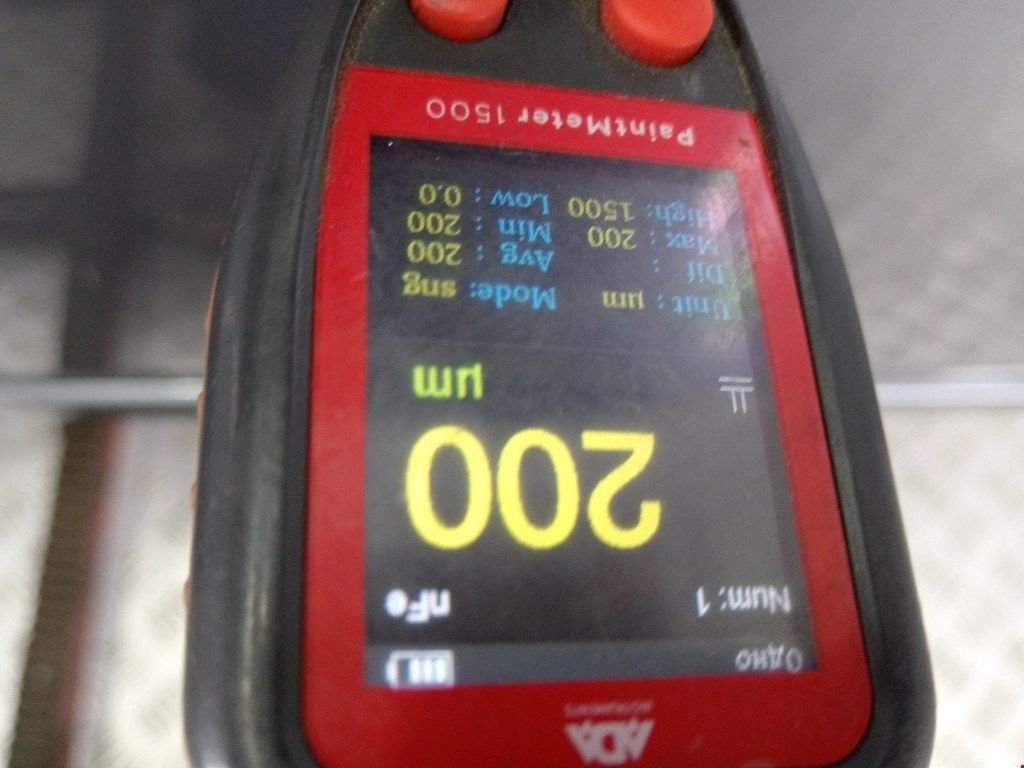 ADA
INSTRUMENTS
Одно
Num: 1 nFe
200
µm
Unit : µm Mode: sng
Dif : Avg : 200
Max : 200 Min : 200
High: 1500 Low : 0.0
PaintMeter 1500